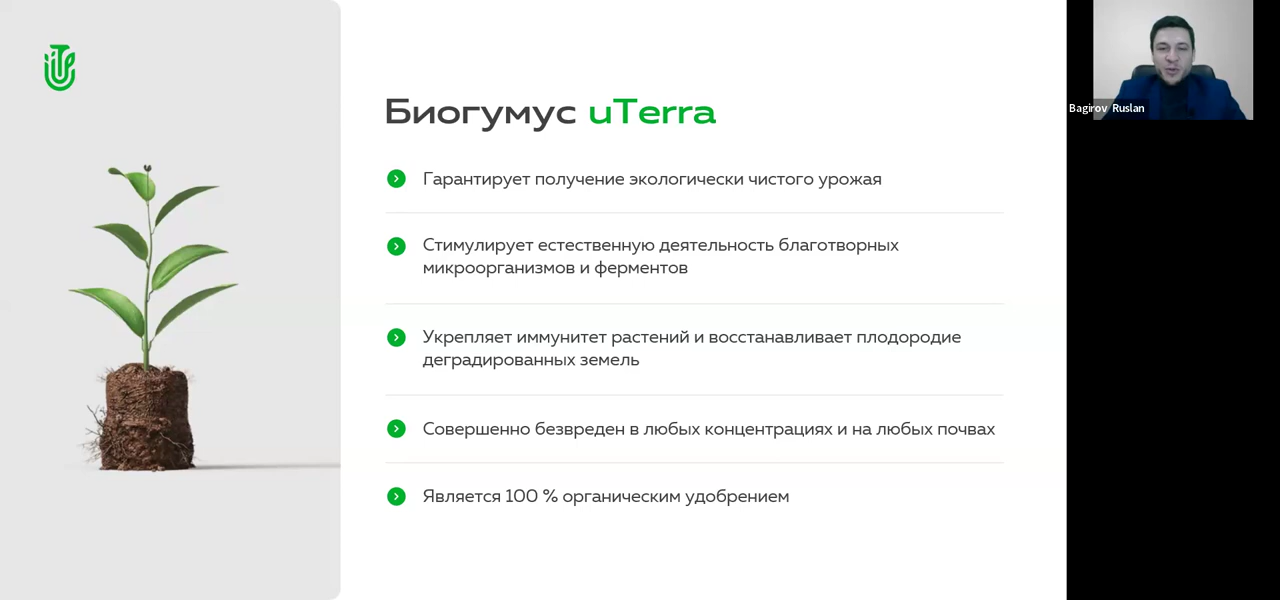 Биогумус uTerra
Гарантирует получение экологически чистого урожая
Стимулирует естественную деятельность благотворных
микроорганизмов и ферментов
Укрепляет иммунитет растений и восстанавливает плодородие
деградированных земель
Совершенно безвреден в любых концентрациях и на любых почвах
Является 100 % органическим удобрением
Bagirov Ruslan